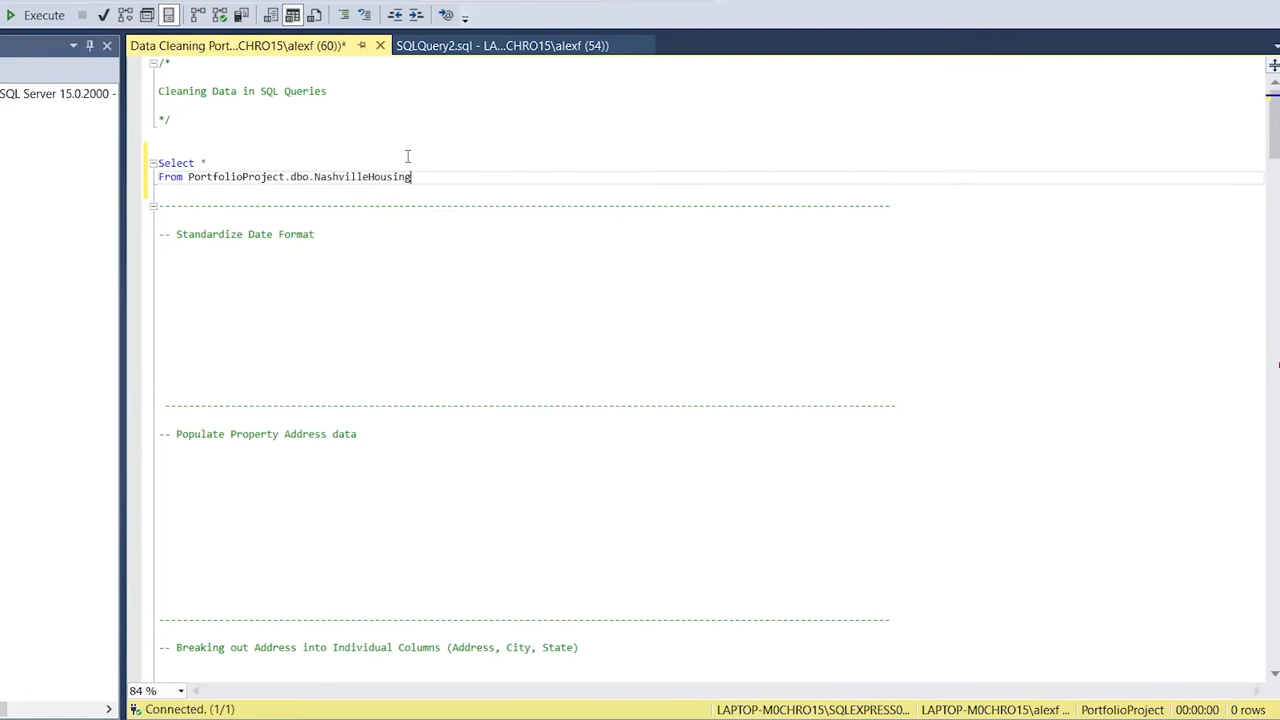 Execute
Data Cleaning Port...CHRO15\alexf (60))* SQLQuery2.sql - LA...CHRO15\alexf (54))
SQL Server 15.0.2000 -
/*
Cleaning Data in SQL Queries
*/
Select *
From PortfolioProject.dbo.NashvilleHousing
--------------------------------------------------------------------------------------------------------------------------
-- Standardize Date Format
--------------------------------------------------------------------------------------------------------------------------
-- Populate Property Address data
--------------------------------------------------------------------------------------------------------------------------
-- Breaking out Address into Individual Columns (Address, City, State)
84 %
Connected. (1/1) LAPTOP-M0CHRO15\SQLEXPRESS0... LAPTOP-M0CHRO15\alexf ... PortfolioProject 00:00:00 0 rows